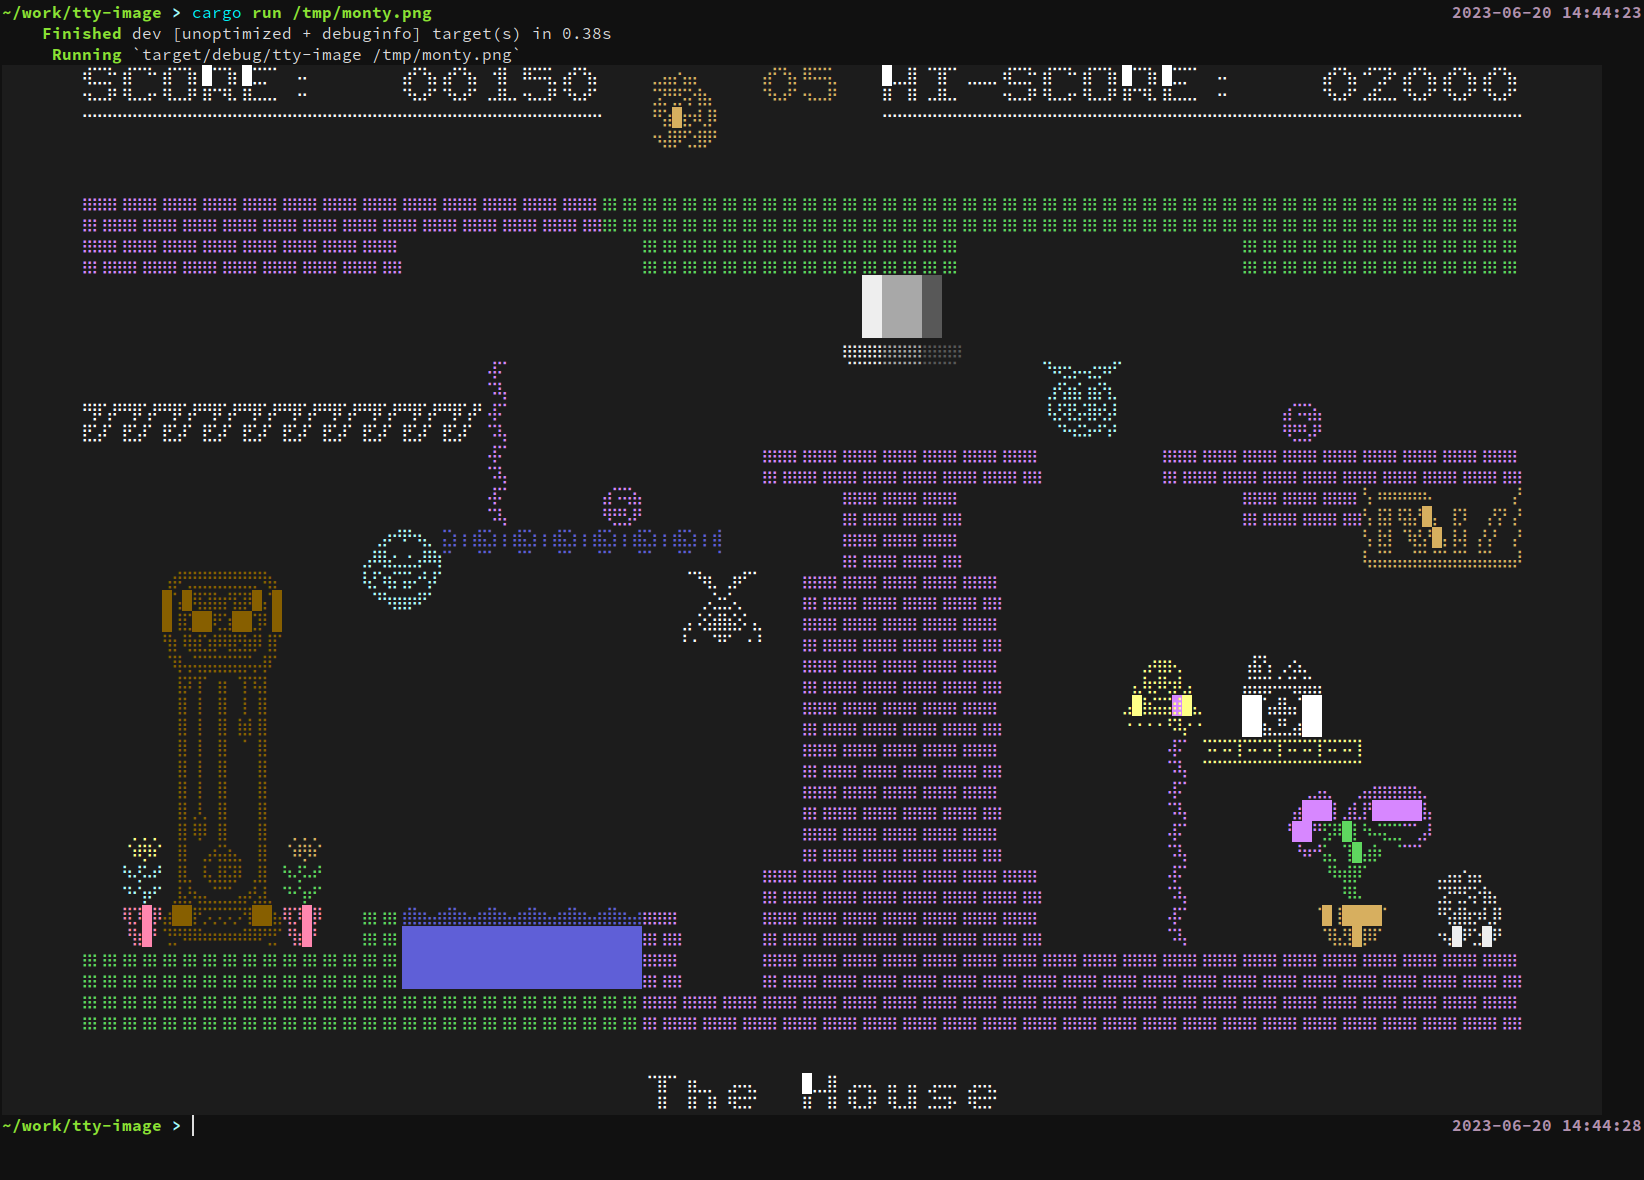 ~/work/tty-image > cargo run /tmp/monty.png 2023-06-20 14:44:23
Finished dev [unoptimized + debuginfo] target(s) in 0.38s
Running `target/debug/tty-image /tmp/monty.png`
SCORE: 00150 05 HI_SCORE: 02000
The House
~/work/tty-image > 2023-06-20 14:44:28